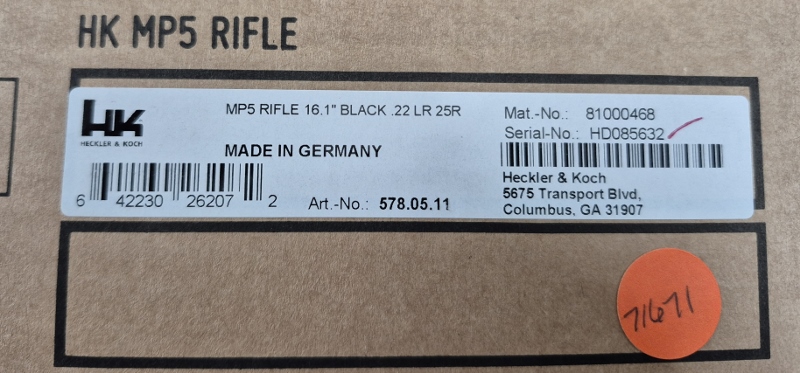 HK MP5 RIFLE
HK
HECKLER & KOCH
MP5 RIFLE 16.1" BLACK .22 LR 25R
MADE IN GERMANY
6 42230 26207 2
Art.-No.: 578.05.11
Mat.-No.: 81000468
Serial-No.: HD085632
Heckler & Koch
5675 Transport Blvd,
Columbus, GA 31907
71671